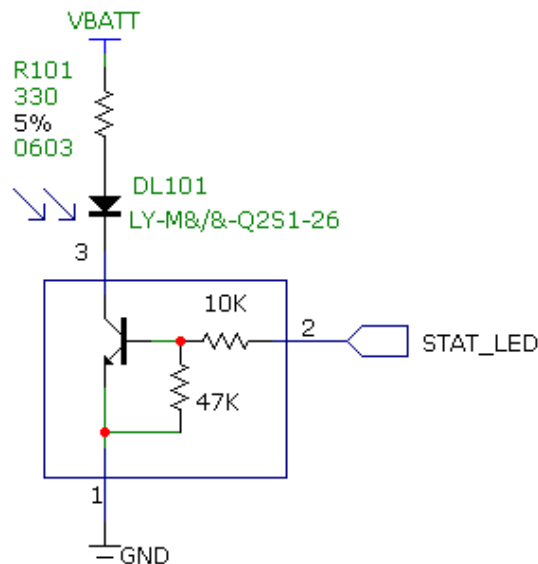 VBATT
R101
330
5%
0603
DL101
LY-M&/&-Q2S1-26
3
10K
2
STAT_LED
47K
1
GND